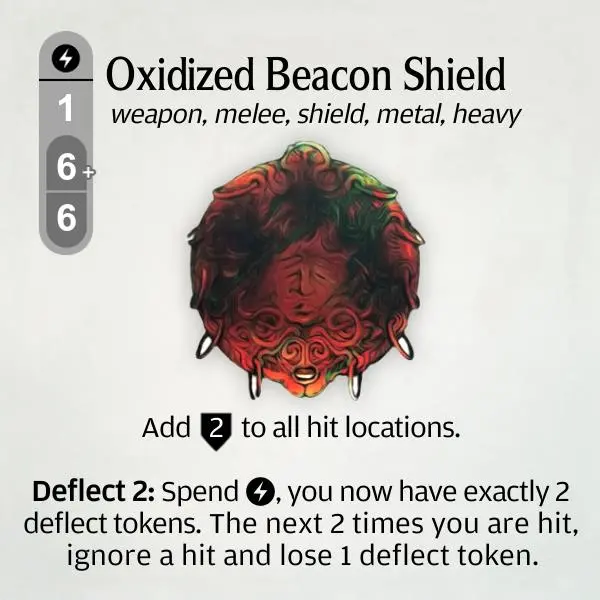 Oxidized Beacon Shield
weapon, melee, shield, metal, heavy
1
6+
6
Add 2 to all hit locations.
Deflect 2: Spend , you now have exactly 2
deflect tokens. The next 2 times you are hit,
ignore a hit and lose 1 deflect token.